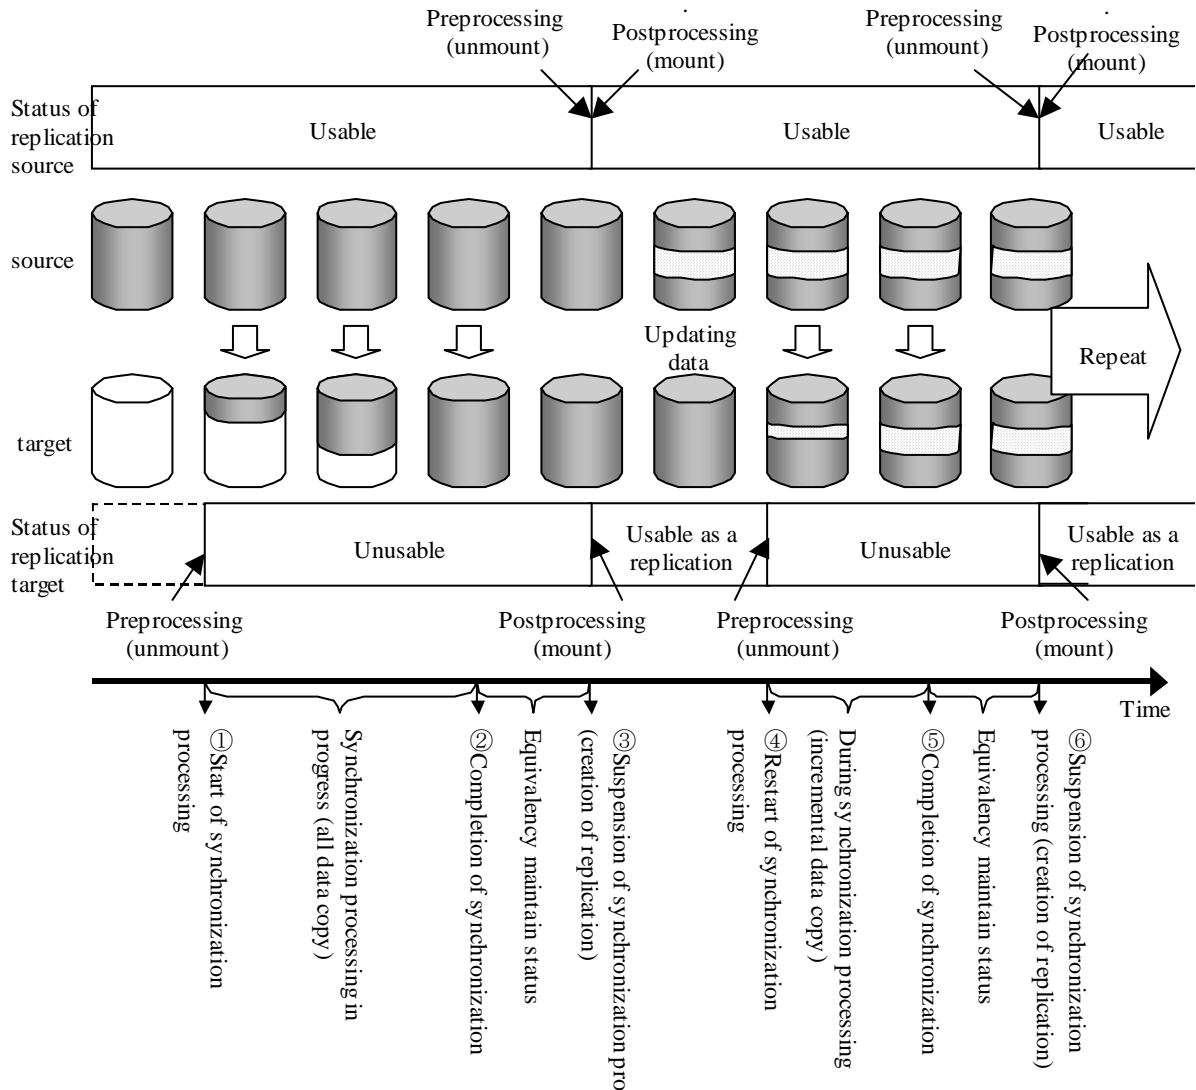 Preprocessing
(unmount)
Postprocessing
(mount)
Preprocessing
(unmount)
Postprocessing
(mount)
Status of
replication
source
Usable
Usable
Usable
source
Updating
data
Repeat
target
Status of
replication
target
Unusable
Usable as a
replication
Unusable
Usable as a
replication
Preprocessing
(unmount)
Postprocessing
(mount)
Preprocessing
(unmount)
Postprocessing
(mount)
Time
①Start of synchronization
processing
Synchronization processing in
progress (all data copy)
②Completion of synchronization
Equivalency maintain status
③Suspension of synchronization pro
(creation of replication)
④Restart of synchronization
processing
During synchronization processing
(incremental data copy)
⑤Completion of synchronization
Equivalency maintain status
⑥Suspension of synchronization
processing (creation of replication)